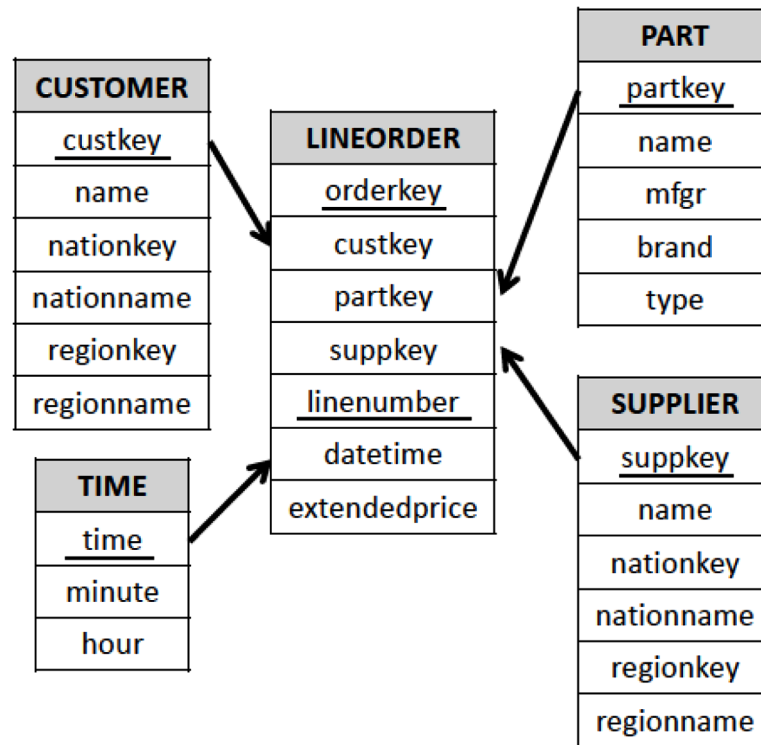 CUSTOMER
custkey
name
nationkey
nationname
regionkey
regionname
TIME
time
minute
hour
LINEORDER
orderkey
custkey
partkey
suppkey
linenumber
datetime
extendedprice
PART
partkey
name
mfgr
brand
type
SUPPLIER
suppkey
name
nationkey
nationname
regionkey
regionname